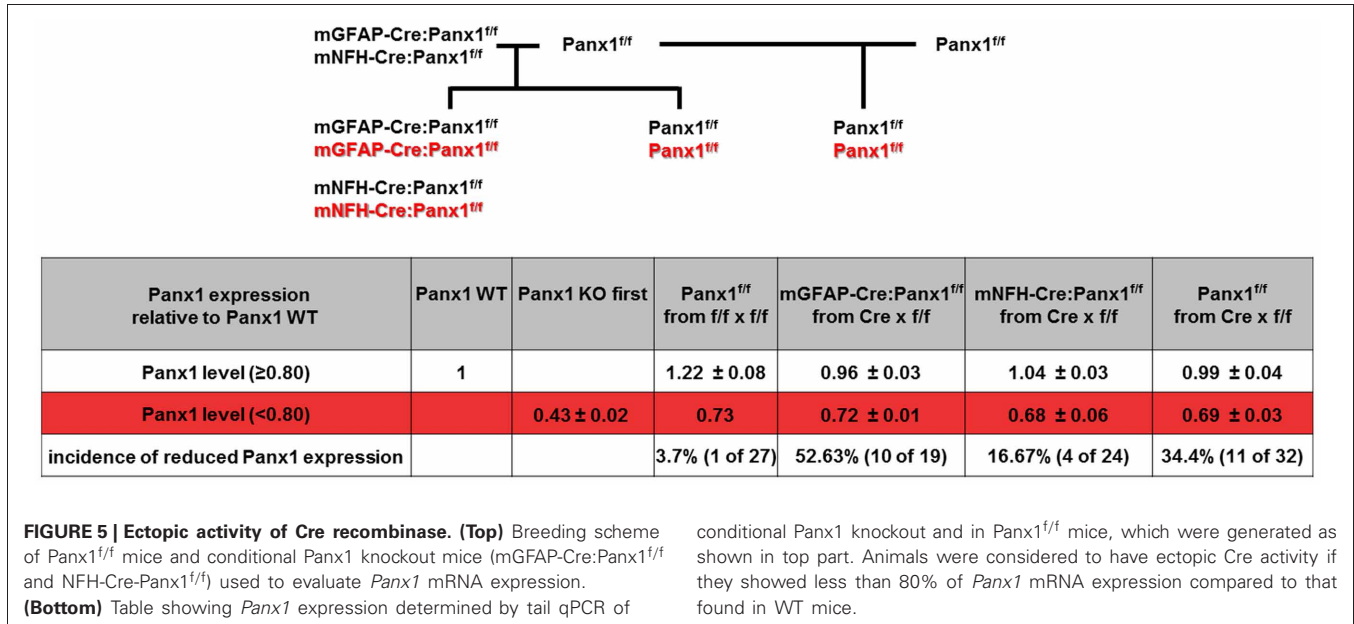 mGFAP-Cre:Panx1f/f
mNFH-Cre:Panx1f/f
Panx1f/f
Panx1f/f
mGFAP-Cre:Panx1f/f
mGFAP-Cre:Panx1f/f
mNFH-Cre:Panx1f/f
mNFH-Cre:Panx1f/f
Panx1f/f
Panx1f/f
Panx1f/f
Panx1f/f
Panx1 expression relative to Panx1 WT | Panx1 WT | Panx1 KO first | Panx1f/f from f/f x f/f | mGFAP-Cre:Panx1f/f from Cre x f/f | mNFH-Cre:Panx1f/f from Cre x f/f | Panx1f/f from Cre x f/f
Panx1 level (≥0.80) 1 1.22 ±0.08 0.96 ±0.03 1.04 ±0.03 0.99 ±0.04
Panx1 level (<0.80) 0.43±0.02 0.73 0.72 ±0.01 0.68 ±0.06 0.69 ±0.03
incidence of reduced Panx1 expression 3.7% (1 of 27) 52.63% (10 of 19) 16.67% (4 of 24) 34.4% (11 of 32)
FIGURE 5 | Ectopic activity of Cre recombinase. (Top) Breeding scheme
of Panx1f/f mice and conditional Panx1 knockout mice (mGFAP-Cre:Panx1f/f
and NFH-Cre-Panx1f/f) used to evaluate Panx1 mRNA expression.
(Bottom) Table showing Panx1 expression determined by tail qPCR of
conditional Panx1 knockout and in Panx1f/f mice, which were generated as
shown in top part. Animals were considered to have ectopic Cre activity if
they showed less than 80% of Panx1 mRNA expression compared to that
found in WT mice.